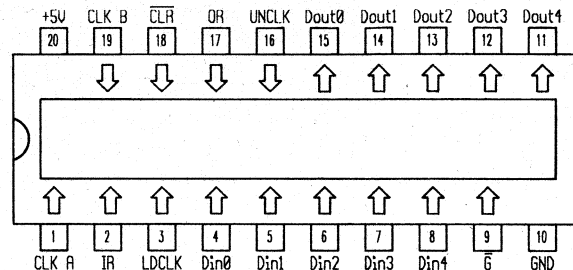 +5V CLK B C̅L̅R̅ OR UNCLK Dout0 Dout1 Dout2 Dout3 Dout4
20 19 18 17 16 15 14 13 12 11
1 2 3 4 5 6 7 8 9 10
CLK A IR LDCLK Din0 Din1 Din2 Din3 Din4 G̅ GND